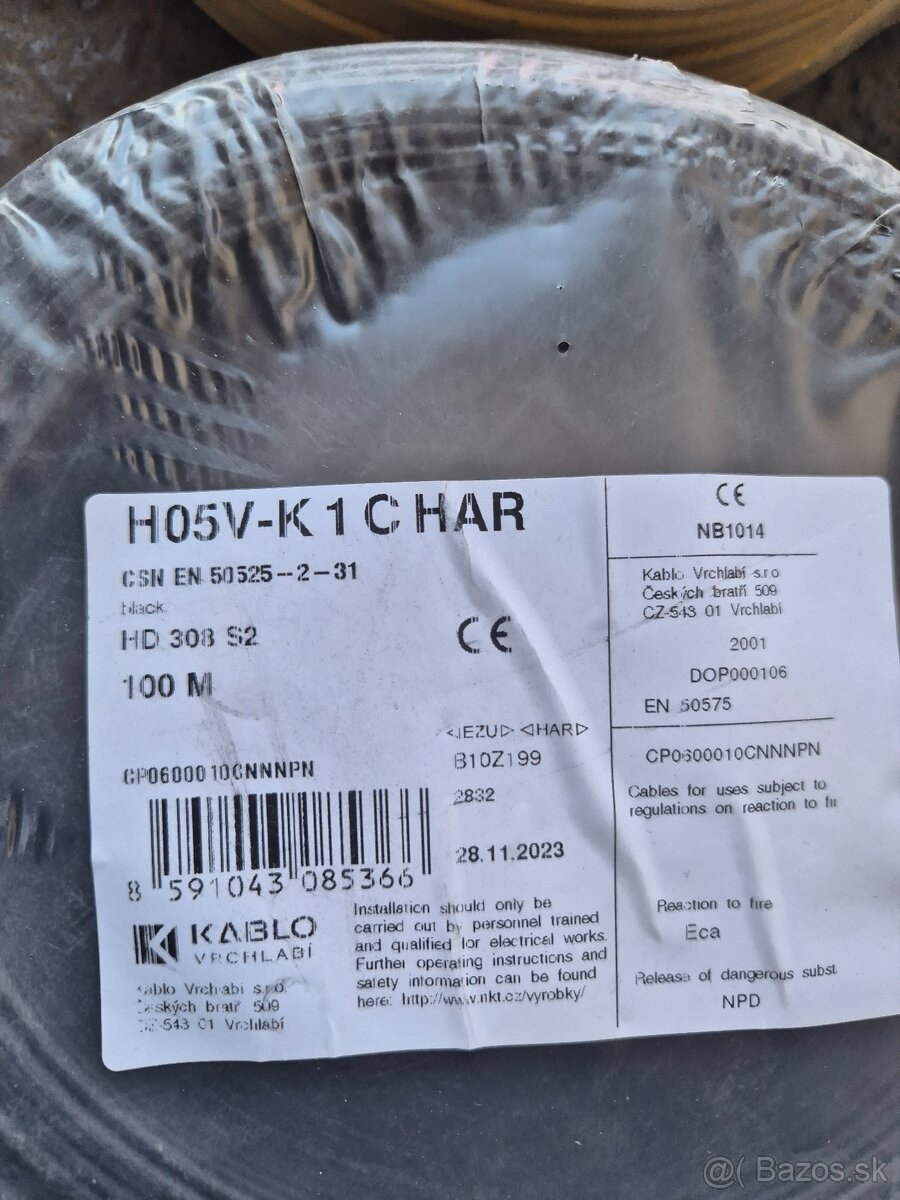 H05V-K 1 C HAR
CSN EN 50525--2-31
black
HD 308 S2
CE
100 M
<EZU> <HAR>
B10Z199
CP0600010CNNNPN
2832
28.11.2023
8 591043 085366
KABLO
VRCHLABÍ
Kablo Vrchlabí s.r.o.
Českých bratří 509
CZ-543 01 Vrchlabí
Installation should only be
carried out by personnel trained
and qualified for electrical works.
Further operating instructions and
safety information can be found
here: http://www.nkt.cz/vyrobky/
CE
NB1014
Kablo Vrchlabí s.r.o
Českých bratří 509
CZ-543 01 Vrchlabí
2001
DOP000106
EN 50575
CP0600010CNNNPN
Cables for uses subject to
regulations on reaction to
Reaction to fire
Eca
Release of dangerous subst
NPD
@( Bazos.sk